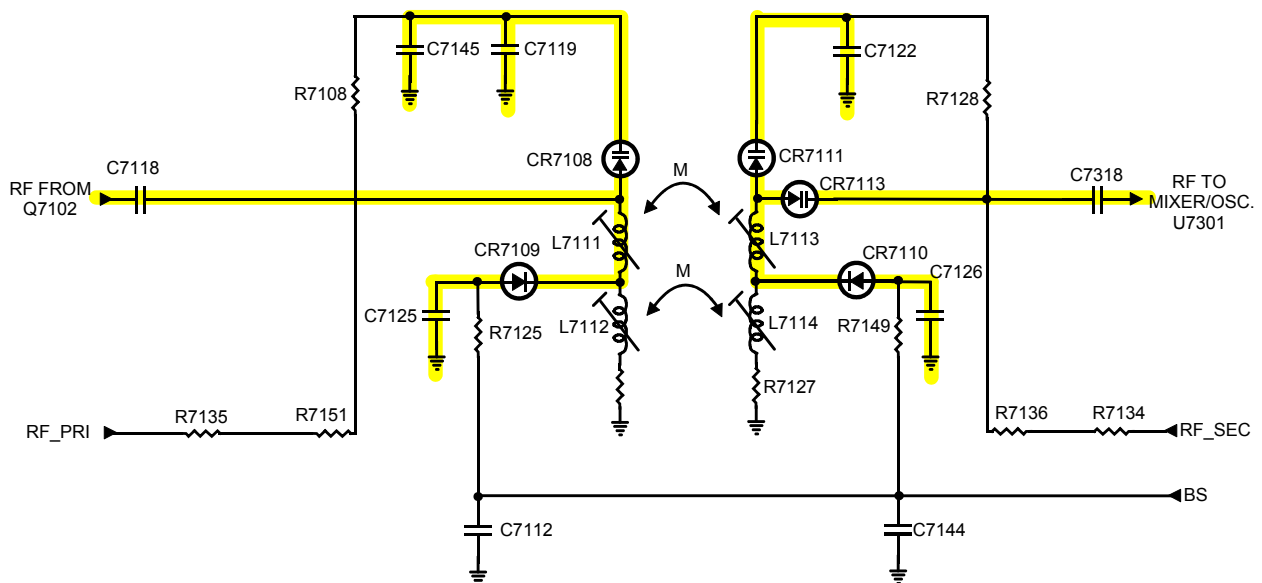 C7145
C7119
C7122
R7108
R7128
CR7108
CR7111
M
C7118
CR7113
C7318
RF FROM
Q7102
RF TO
MIXER/OSC.
U7301
L7111
L7113
CR7109
CR7110
M
C7126
C7125
R7125
L7112
L7114
R7149
R7127
R7135
R7151
R7136
R7134
RF_PRI
RF_SEC
BS
C7112
C7144